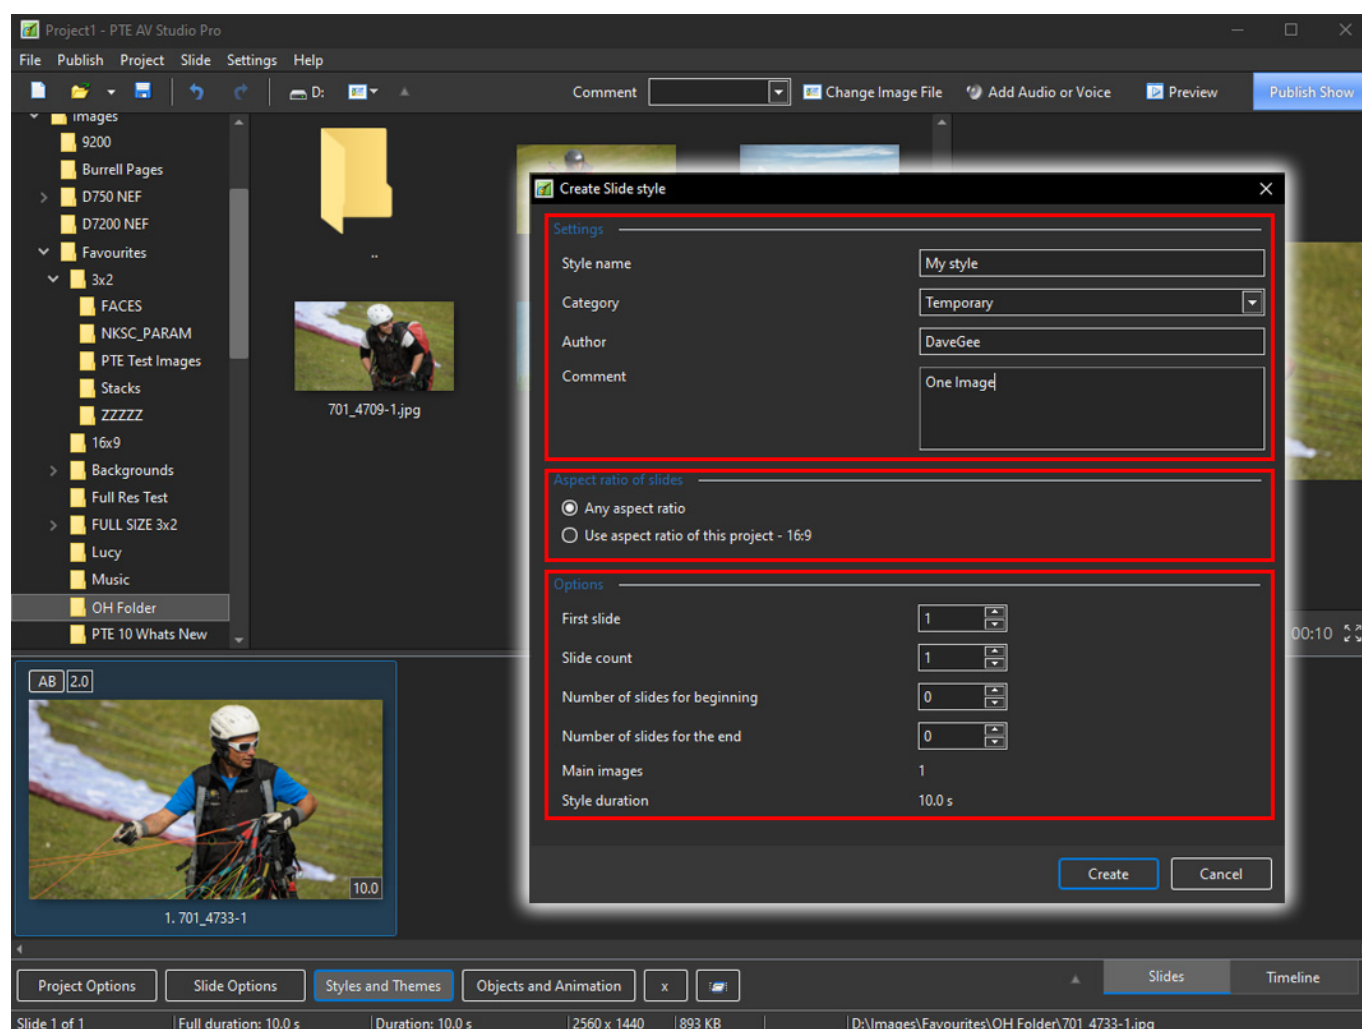 Project1 - PTE AV Studio Pro
File Publish Project Slide Settings Help
D: Comment Change Image File Add Audio or Voice Preview Publish Show
Images
9200
Burrell Pages
D750 NEF
D7200 NEF
Favourites
3x2
FACES
NKSC_PARAM
PTE Test Images
Stacks
ZZZZZ
16x9
Backgrounds
Full Res Test
FULL SIZE 3x2
Lucy
Music
OH Folder
PTE 10 Whats New
..
701_4709-1.jpg
Create Slide style
Settings
Style name My style
Category Temporary
Author DaveGee
Comment One Image
Aspect ratio of slides
Any aspect ratio
Use aspect ratio of this project - 16:9
Options
First slide 1
Slide count 1
Number of slides for beginning 0
Number of slides for the end 0
Main images 1
Style duration 10.0 s
Create Cancel
00:10
AB 2.0
10.0
1. 701_4733-1
Project Options Slide Options Styles and Themes Objects and Animation x Slides Timeline
Slide 1 of 1 Full duration: 10.0 s Duration: 10.0 s 2560 x 1440 893 KB D:\Images\Favourites\OH Folder\701_4733-1.jpg